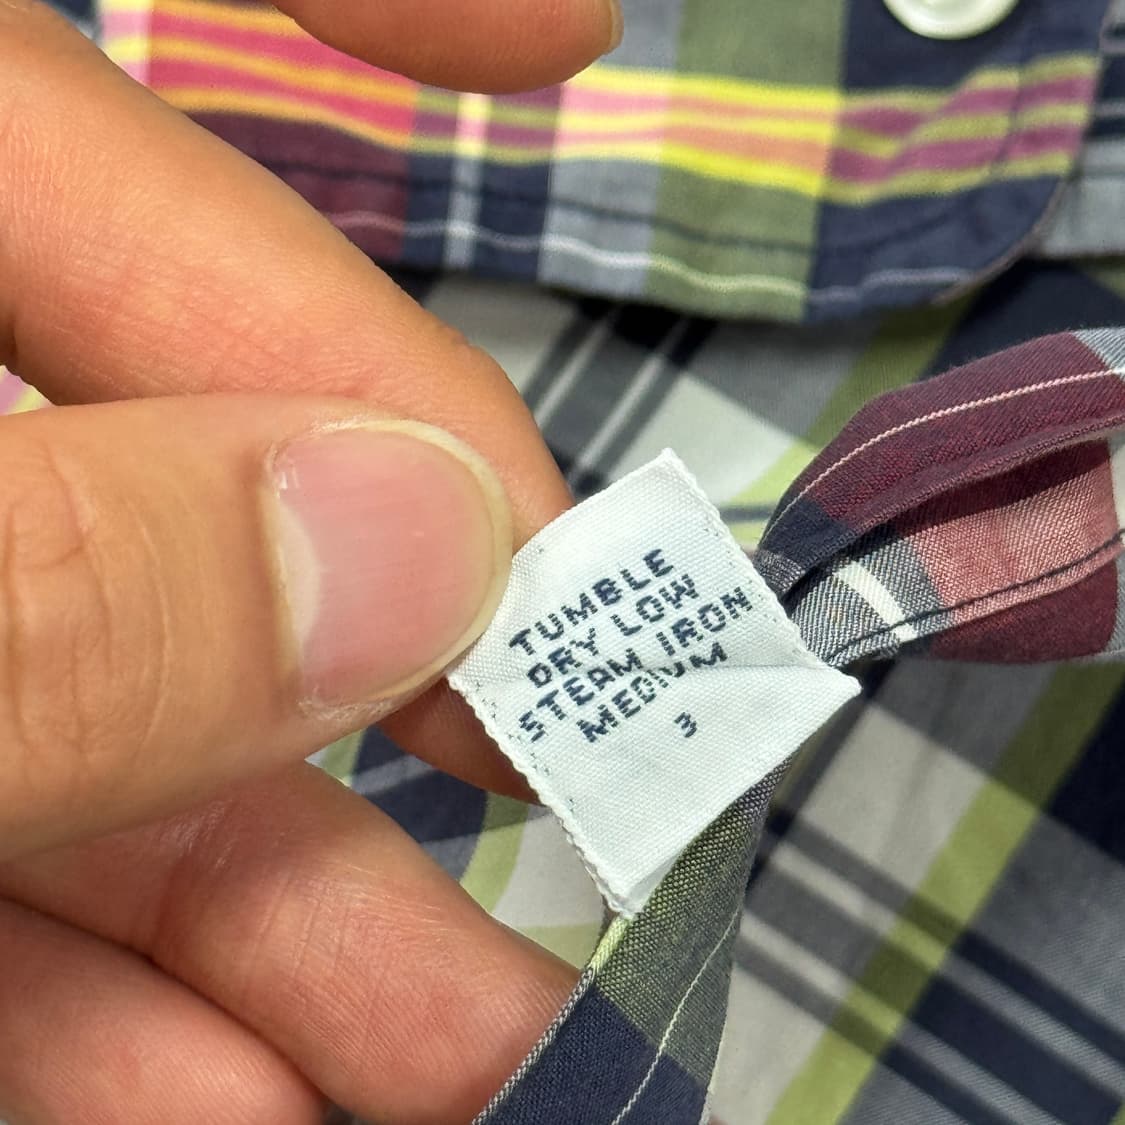 TUMBLE
DRY LOW
STEAM IRON
MEDIUM
3